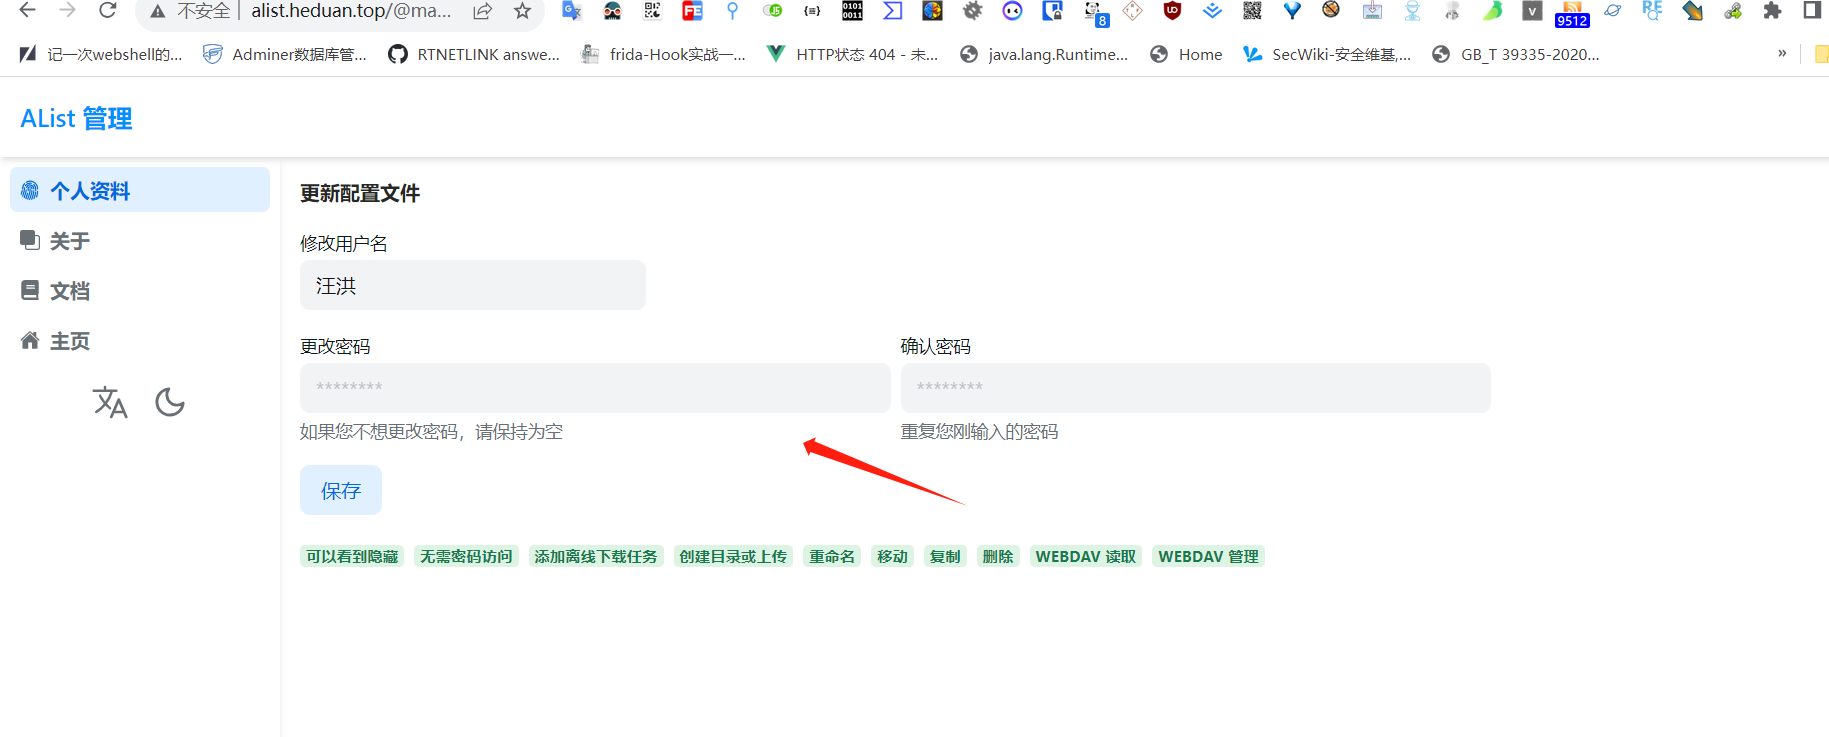 不安全 alist.heduan.top/@ma...
8
V
9512
记一次webshell的... Adminer数据库管... RTNETLINK answe... frida-Hook实战一... HTTP状态 404 - 未... java.lang.Runtime... Home SecWiki-安全维基,... GB_T 39335-2020... »
AList 管理
个人资料
关于
文档
主页
更新配置文件
修改用户名
汪洪
更改密码 确认密码
******** ********
如果您不想更改密码，请保持为空 重复您刚输入的密码
保存
可以看到隐藏 无需密码访问 添加离线下载任务 创建目录或上传 重命名 移动 复制 删除 WEBDAV 读取 WEBDAV 管理